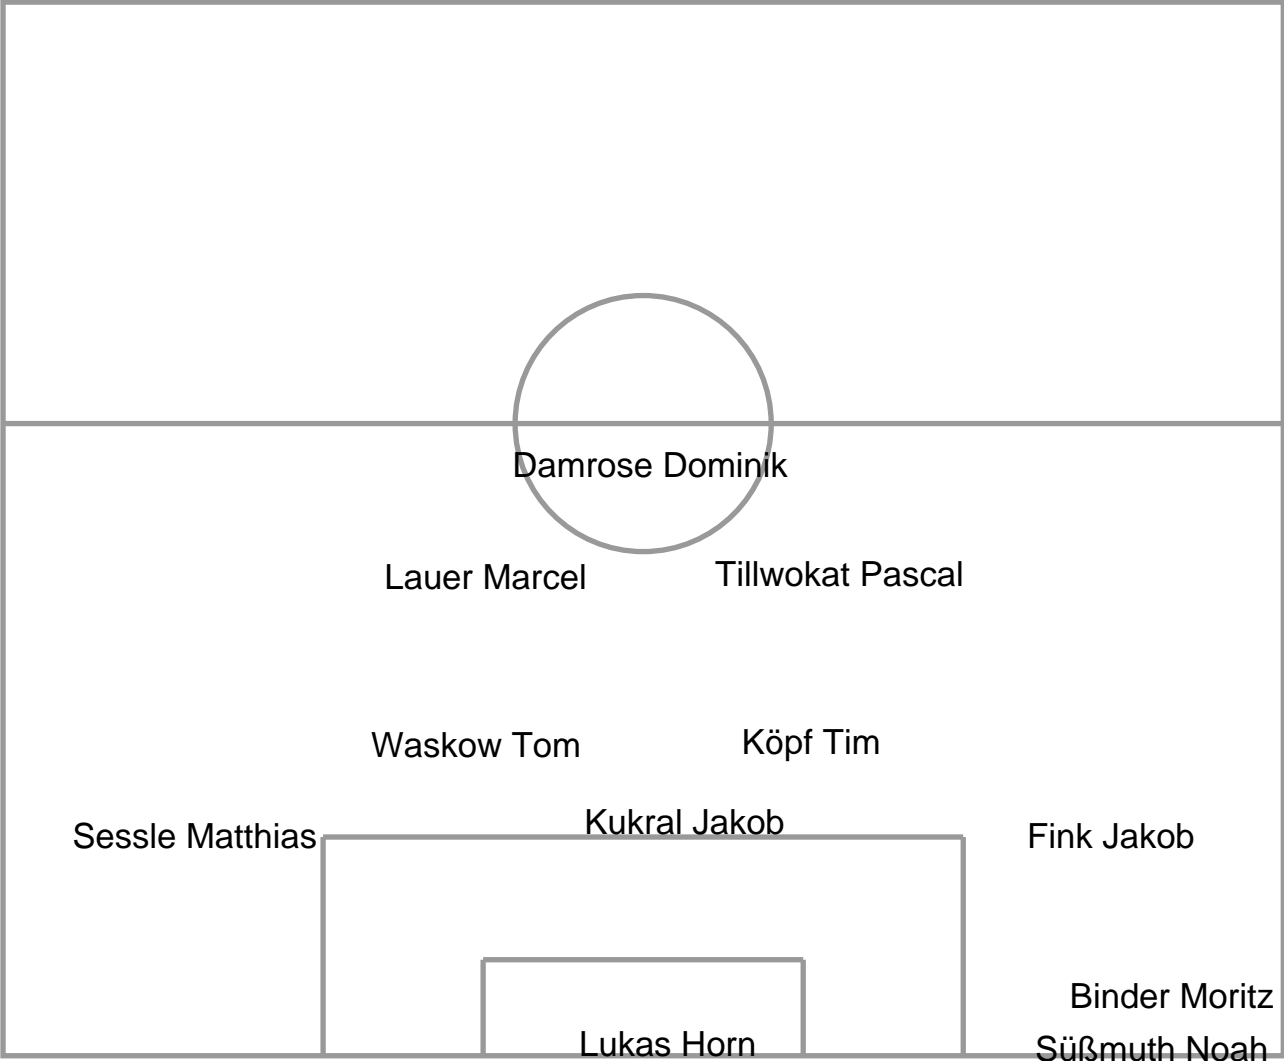 Damrose Dominik
Lauer Marcel
Tillwokat Pascal
Waskow Tom
Köpf Tim
Kukral Jakob
Sessle Matthias
Fink Jakob
Binder Moritz
Lukas Horn
Süßmuth Noah